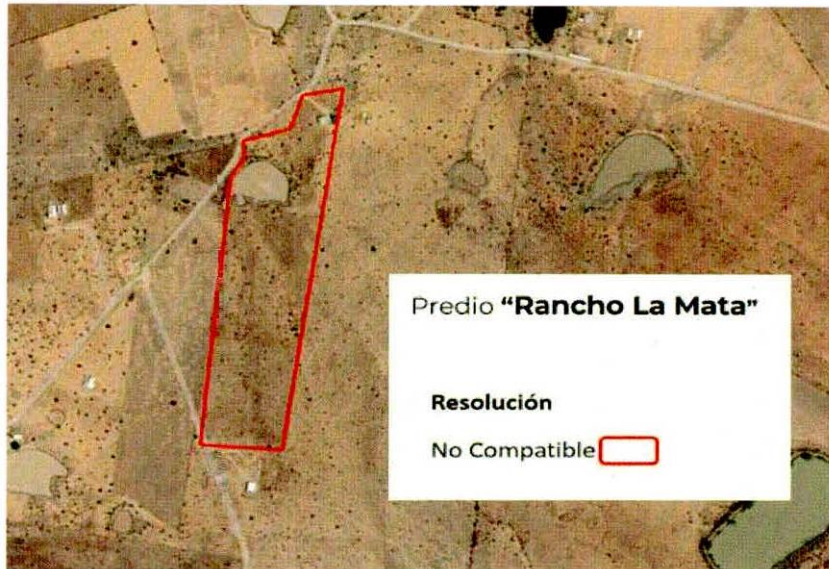 Predio “Rancho La Mata”
Resolución
No Compatible